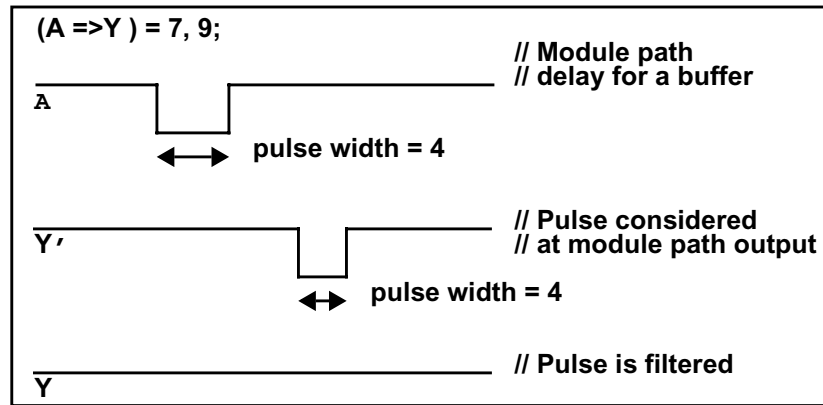 (A =>Y ) = 7, 9;
// Module path
// delay for a buffer
A
pulse width = 4
// Pulse considered
// at module path output
Y′
pulse width = 4
// Pulse is filtered
Y